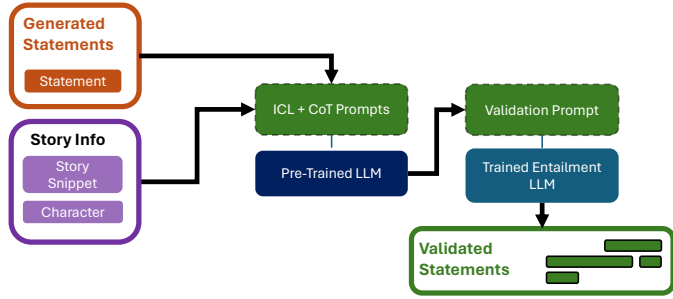 Generated
Statements
Statement
Story Info
Story
Snippet
Character
ICL + CoT Prompts
Pre-Trained LLM
Validation Prompt
Trained Entailment
LLM
Validated
Statements